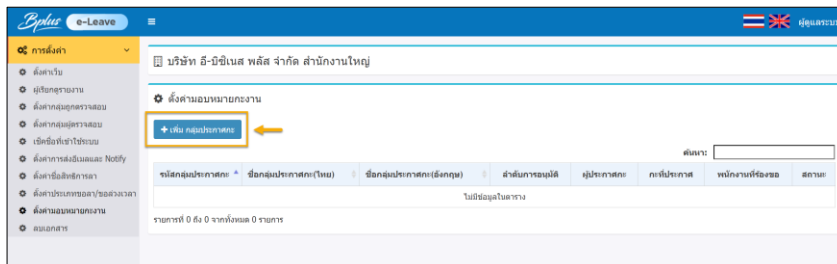 Bplus e-Leave
ผู้ดูแลระบบ
การตั้งค่า
ตั้งค่าเว็บ
ผู้เรียกดูรายงาน
ตั้งค่ากลุ่มถูกตรวจสอบ
ตั้งค่ากลุ่มผู้ตรวจสอบ
เช็คชื่อที่เข้าใช้ระบบ
ตั้งค่าการส่งอีเมลและ Notify
ตั้งค่าชื่อสิทธิการลา
ตั้งค่าประเภทขอลา/ขอล่วงเวลา
ตั้งค่ามอบหมายกะงาน
คบเอกสาร
บริษัท อี-บิซิเนส พลัส จำกัด สำนักงานใหญ่
ตั้งค่ามอบหมายกะงาน
+ เพิ่ม กลุ่มประกาศกะ
ค้นหา:
รหัสกลุ่มประกาศกะ ชื่อกลุ่มประกาศกะ(ไทย) ชื่อกลุ่มประกาศกะ(อังกฤษ) ลำดับการอนุมัติ ผู้ประกาศกะ กะที่ประกาศ พนักงานที่ร้องขอ สถานะ
ไม่มีข้อมูลในตาราง
รายการที่ 0 ถึง 0 จากทั้งหมด 0 รายการ